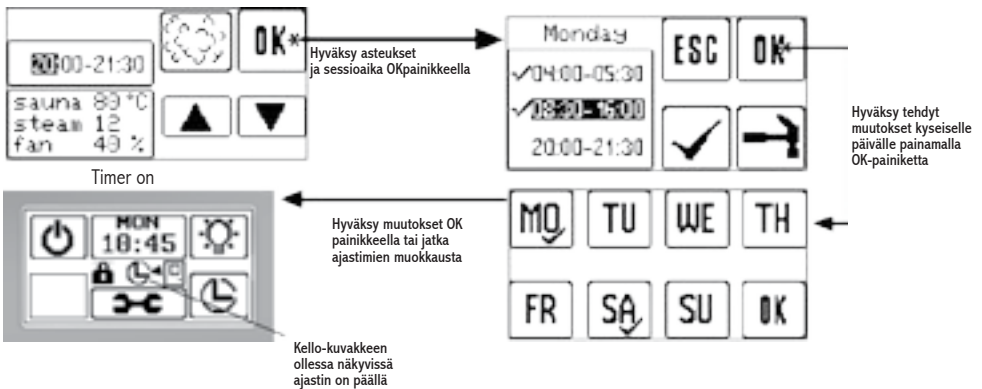 OK*
20:00-21:30
sauna 89 °C
steam 12
fan 49 %
Hyväksy asteukset
ja sessioaika OKpainikkeella
Monday
ESC
OK*
✓04:00-05:30
✓08:30-16:00
20:00-21:30
Hyväksy tehdyt
muutokset kyseiselle
päivälle painamalla
OK-painiketta
Timer on
MON
18:45
Hyväksy muutokset OK
painikkeella tai jatka
ajastimien muokkausta
MO
TU
WE
TH
FR
SA
SU
OK
Kello-kuvakkeen
ollessa näkyvissä
ajastin on päällä